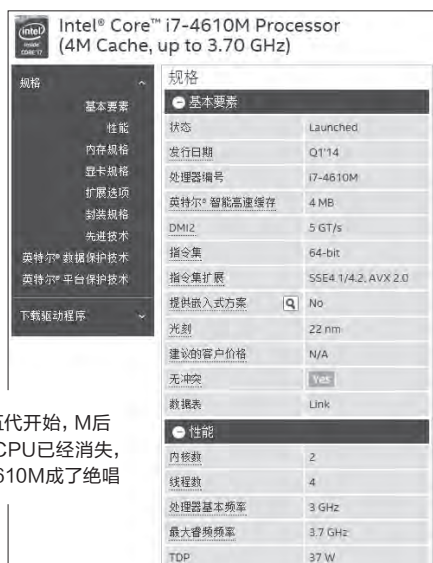 Intel® Core™ i7-4610M Processor
(4M Cache, up to 3.70 GHz)
规格
基本要素
性能
内存规格
显卡规格
扩展选项
封装规格
先进技术
英特尔® 数据保护技术
英特尔® 平台保护技术
下载驱动程序
规格
基本要素
状态 Launched
发行日期 Q1'14
处理器编号 i7-4610M
英特尔® 智能高速缓存 4 MB
DMI2 5 GT/s
指令集 64-bit
指令集扩展 SSE4.1/4.2, AVX 2.0
提供嵌入式方案 No
光刻 22 nm
建议的客户价格 N/A
无冲突 Yes
数据表 Link
性能
内核数 2
线程数 4
处理器基本频率 3 GHz
最大睿频频率 3.7 GHz
TDP 37 W
代开始, M后
CPU已经消失,
610M成了绝唱